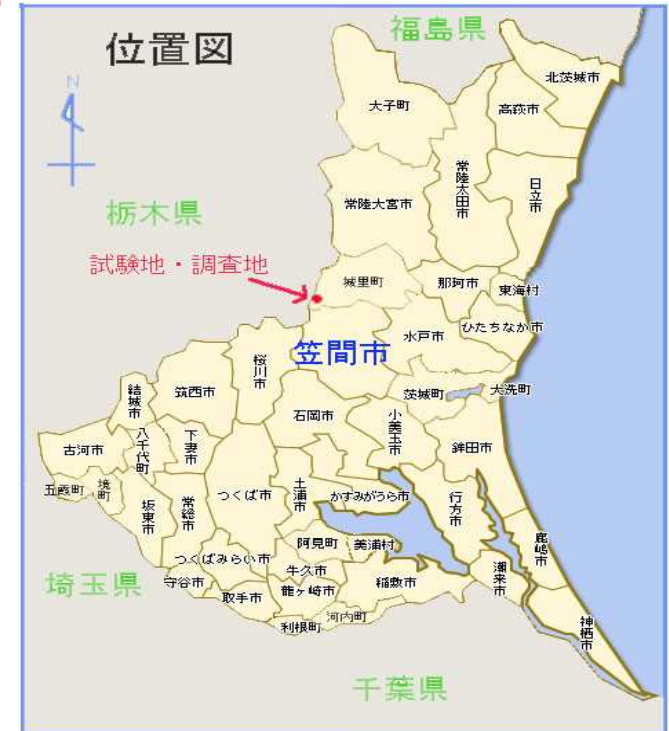 位置図
福島県
N
北茨城市
大子町
高萩市
常陸太田市
日立市
常陸大宮市
栃木県
試験地・調査地
城里町
那珂市
東海村
ひたちなか市
水戸市
笠間市
桜川市
茨城町
大洗町
筑西市
結城市
石岡市
小美玉市
鉾田市
古河市
八千代町
下妻市
五霞町
境町
坂東市
常総市
つくば市
土浦市
かすみがうら市
行方市
阿見町
美浦村
鹿嶋市
つくばみらい市
牛久市
稲敷市
潮来市
埼玉県
守谷市
取手市
龍ヶ崎市
河内町
利根町
神栖市
千葉県